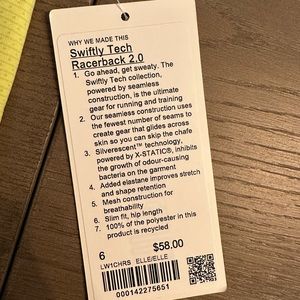 WHY WE MADE THIS
Swiftly Tech
Racerback 2.0
1. Go ahead, get sweaty. The
Swiftly Tech collection,
powered by seamless
construction, is the ultimate
gear for running and training
2. Our seamless construction uses
the fewest number of seams to
create gear that glides across
skin so you can skip the chafe
3. Silverescent™ technology,
powered by X-STATIC®, inhibits
the growth of odour-causing
bacteria on the garment
4. Added elastane improves stretch
and shape retention
5. Mesh construction for
breathability
6. Slim fit, hip length
7. 100% of the polyester in this
product is recycled
6 $58.00
LW1CHRS ELLE/ELLE
000142275651